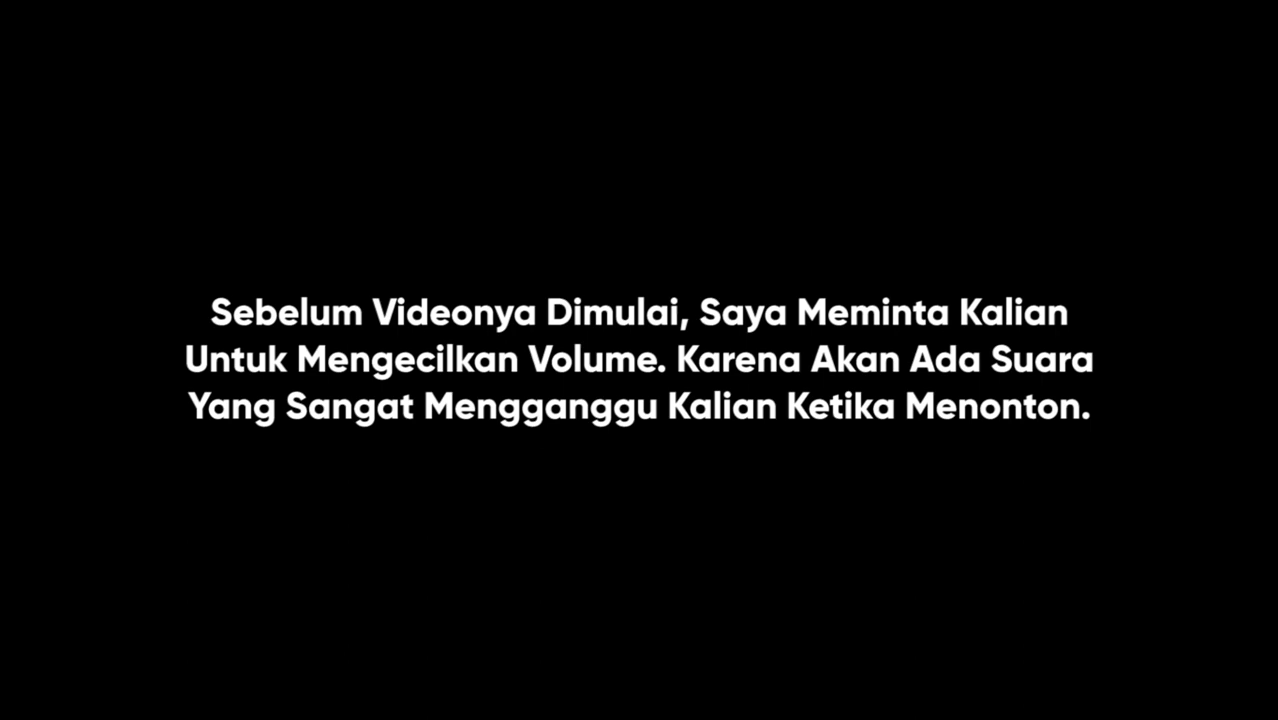 Sebelum Videonya Dimulai, Saya Meminta Kalian
Untuk Mengecilkan Volume. Karena Akan Ada Suara
Yang Sangat Mengganggu Kalian Ketika Menonton.